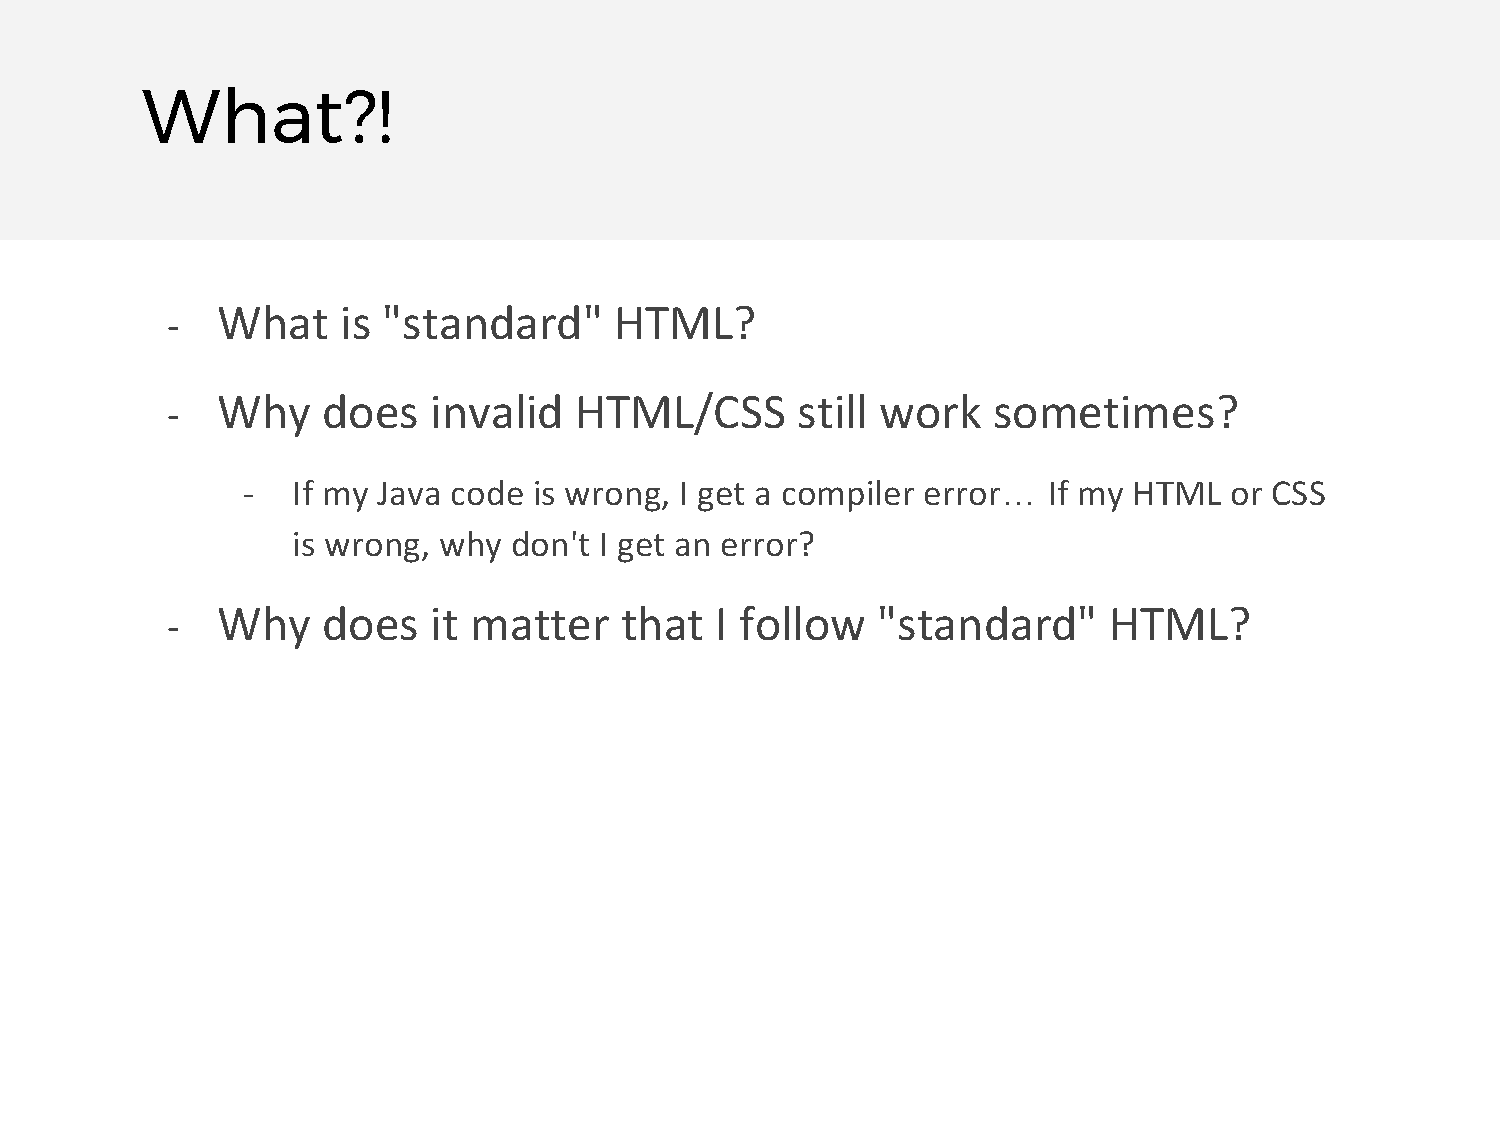 What?!
- What is "standard" HTML?
- Why does invalid HTML/CSS still work sometimes?
- If my Java code is wrong, I get a compiler error… If my HTML or CSS
is wrong, why don't I get an error?
- Why does it matter that I follow "standard" HTML?